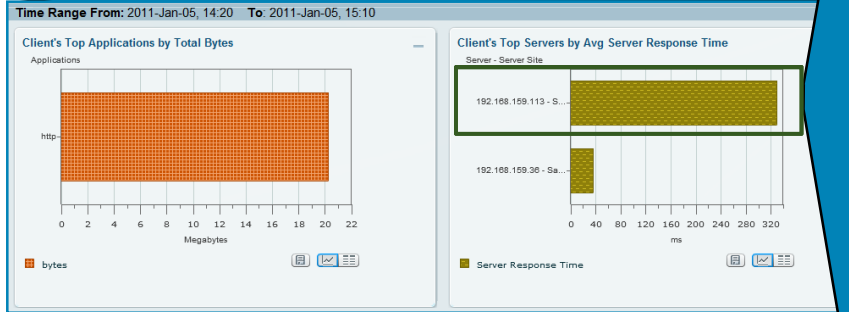 Time Range From: 2011-Jan-05, 14:20 To: 2011-Jan-05, 15:10
Client's Top Applications by Total Bytes
Applications
http
0 2 4 6 8 10 12 14 16 18 20 22
Megabytes
bytes
Client's Top Servers by Avg Server Response Time
Server - Server Site
192.168.159.113 - S...
192.168.159.36 - Sa...
0 40 80 120 160 200 240 280 320
ms
Server Response Time